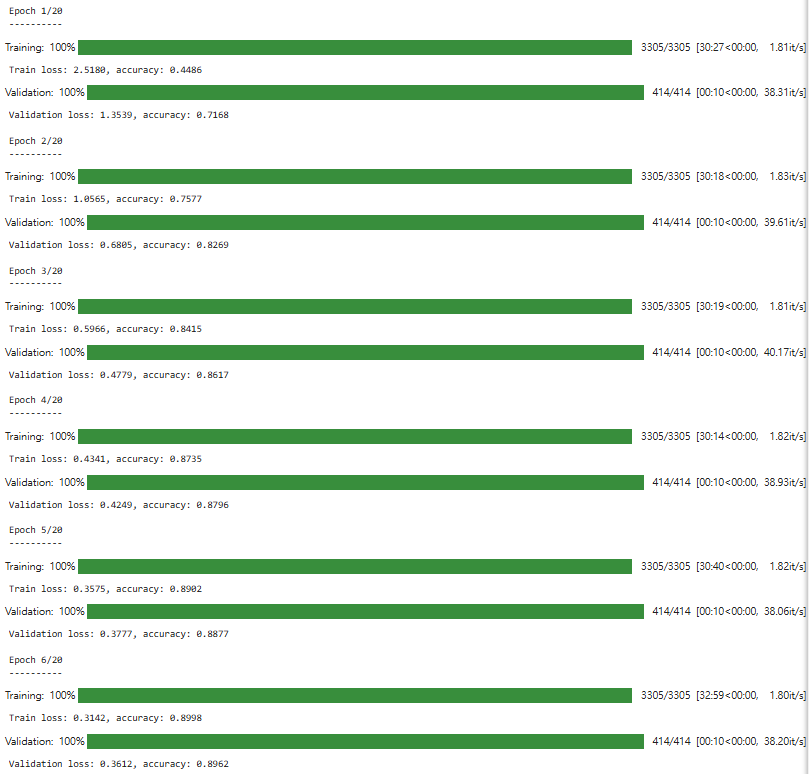 Epoch 1/20
----------
Training: 100% 3305/3305 [30:27<00:00, 1.81it/s]
Train loss: 2.5180, accuracy: 0.4486
Validation: 100% 414/414 [00:10<00:00, 38.31it/s]
Validation loss: 1.3539, accuracy: 0.7168
Epoch 2/20
----------
Training: 100% 3305/3305 [30:18<00:00, 1.83it/s]
Train loss: 1.0565, accuracy: 0.7577
Validation: 100% 414/414 [00:10<00:00, 39.61it/s]
Validation loss: 0.6805, accuracy: 0.8269
Epoch 3/20
----------
Training: 100% 3305/3305 [30:19<00:00, 1.81it/s]
Train loss: 0.5966, accuracy: 0.8415
Validation: 100% 414/414 [00:10<00:00, 40.17it/s]
Validation loss: 0.4779, accuracy: 0.8617
Epoch 4/20
----------
Training: 100% 3305/3305 [30:14<00:00, 1.82it/s]
Train loss: 0.4341, accuracy: 0.8735
Validation: 100% 414/414 [00:10<00:00, 38.93it/s]
Validation loss: 0.4249, accuracy: 0.8796
Epoch 5/20
----------
Training: 100% 3305/3305 [30:40<00:00, 1.82it/s]
Train loss: 0.3575, accuracy: 0.8902
Validation: 100% 414/414 [00:10<00:00, 38.06it/s]
Validation loss: 0.3777, accuracy: 0.8877
Epoch 6/20
----------
Training: 100% 3305/3305 [32:59<00:00, 1.80it/s]
Train loss: 0.3142, accuracy: 0.8998
Validation: 100% 414/414 [00:10<00:00, 38.20it/s]
Validation loss: 0.3612, accuracy: 0.8962